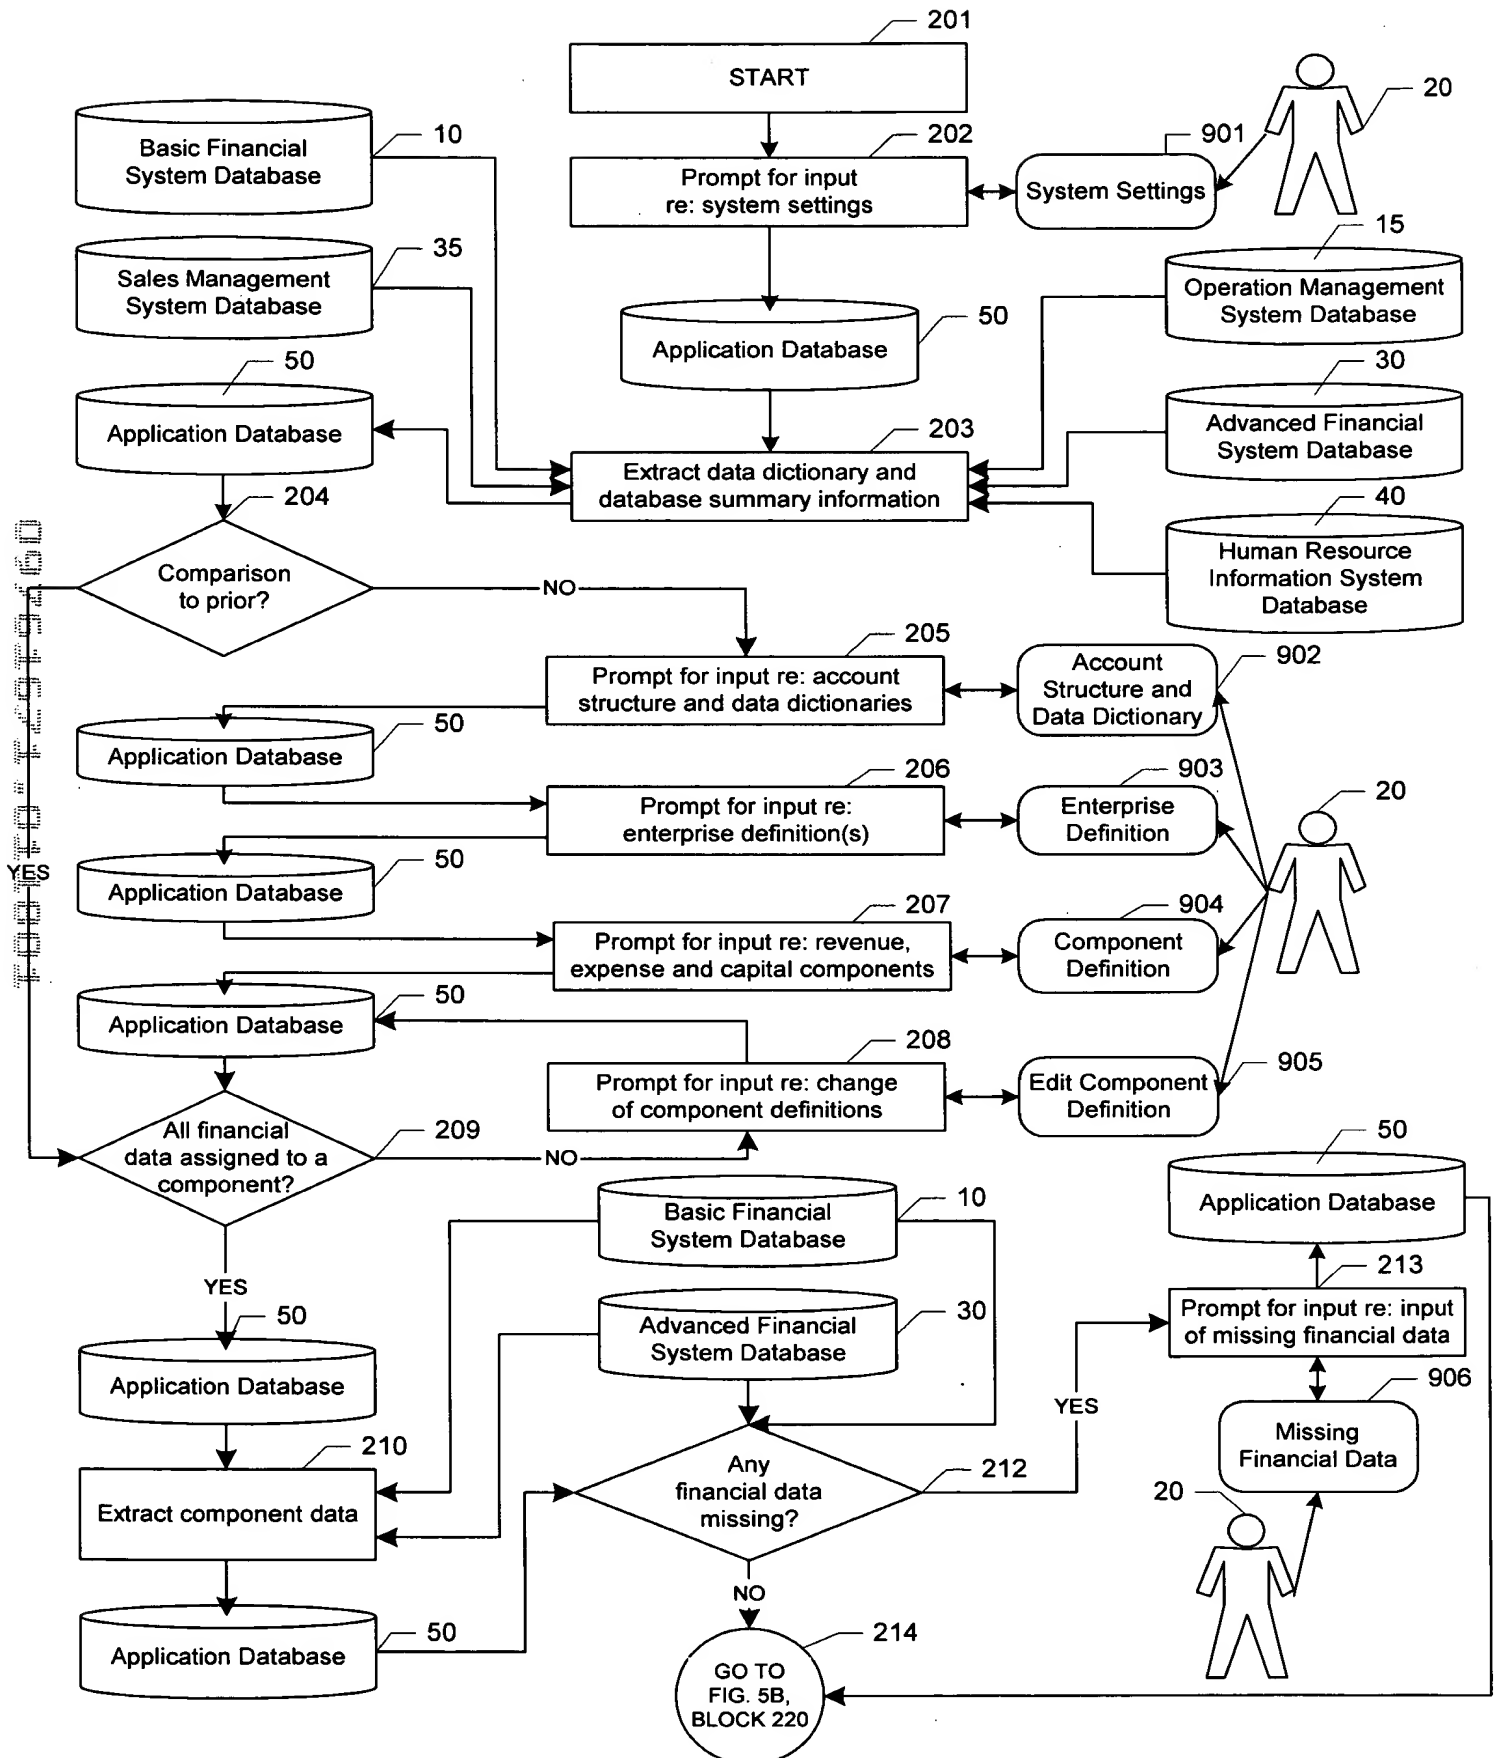 201
START
20
Basic Financial
System Database
10
202
Prompt for input
re: system settings
901
System Settings
Sales Management
System Database
35
15
Operation Management
System Database
50
Application Database
50
Application Database
30
Advanced Financial
System Database
203
Extract data dictionary and
database summary information
204
40
Human Resource
Information System
Database
Comparison
to prior?
NO
205
Prompt for input re: account
structure and data dictionaries
Account
Structure and
Data Dictionary
902
50
Application Database
206
Prompt for input re:
enterprise definition(s)
903
Enterprise
Definition
20
YES
50
Application Database
207
Prompt for input re: revenue,
expense and capital components
904
Component
Definition
50
Application Database
208
Prompt for input re: change
of component definitions
Edit Component
Definition
905
All financial
data assigned to a
component?
209
NO
50
Application Database
Basic Financial
System Database
10
YES
213
Prompt for input re: input
of missing financial data
50
Application Database
Advanced Financial
System Database
30
YES
906
Missing
Financial Data
210
Extract component data
Any
financial data
missing?
212
20
NO
50
Application Database
214
GO TO
FIG. 5B,
BLOCK 220